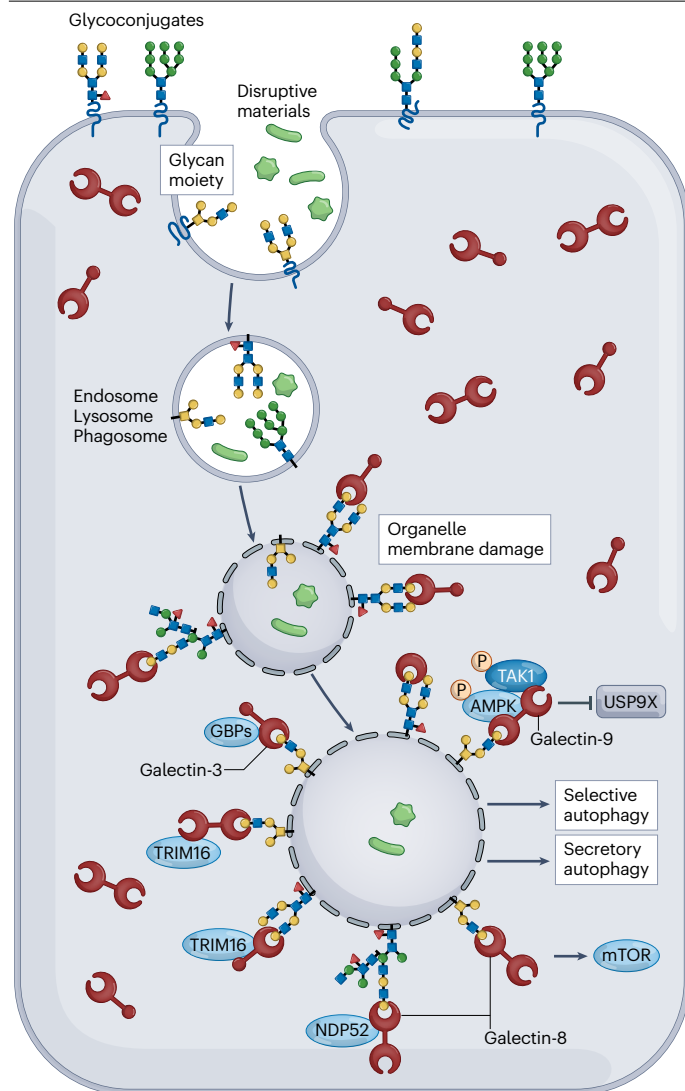 Glycoconjugates
Disruptive
materials
Glycan
moiety
Endosome
Lysosome
Phagosome
Organelle
membrane damage
P
TAK1
P
AMPK
USP9X
GBPs
Galectin-9
Galectin-3
Selective
autophagy
TRIM16
Secretory
autophagy
TRIM16
mTOR
NDP52
Galectin-8